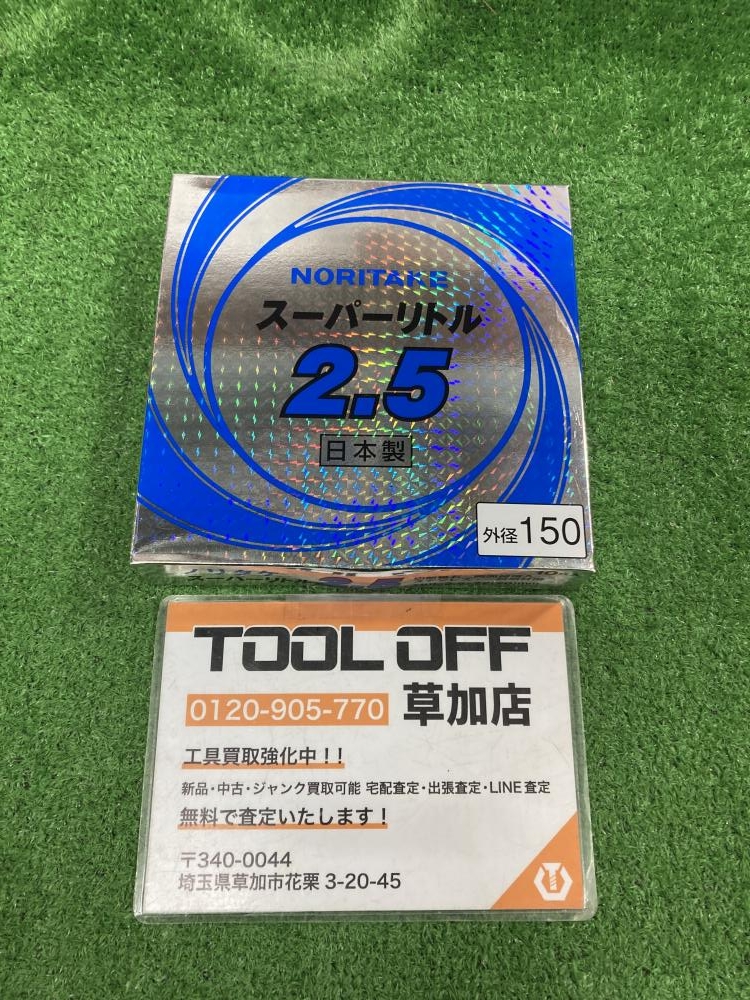 NORITAKE
スーパーリトル
2.5
日本製
外径150
TOOL OFF
0120-905-770 草加店
工具買取強化中！！
新品・中古・ジャンク買取可能 宅配査定・出張査定・LINE査定
無料で査定いたします！
〒340-0044
埼玉県草加市花栗3-20-45